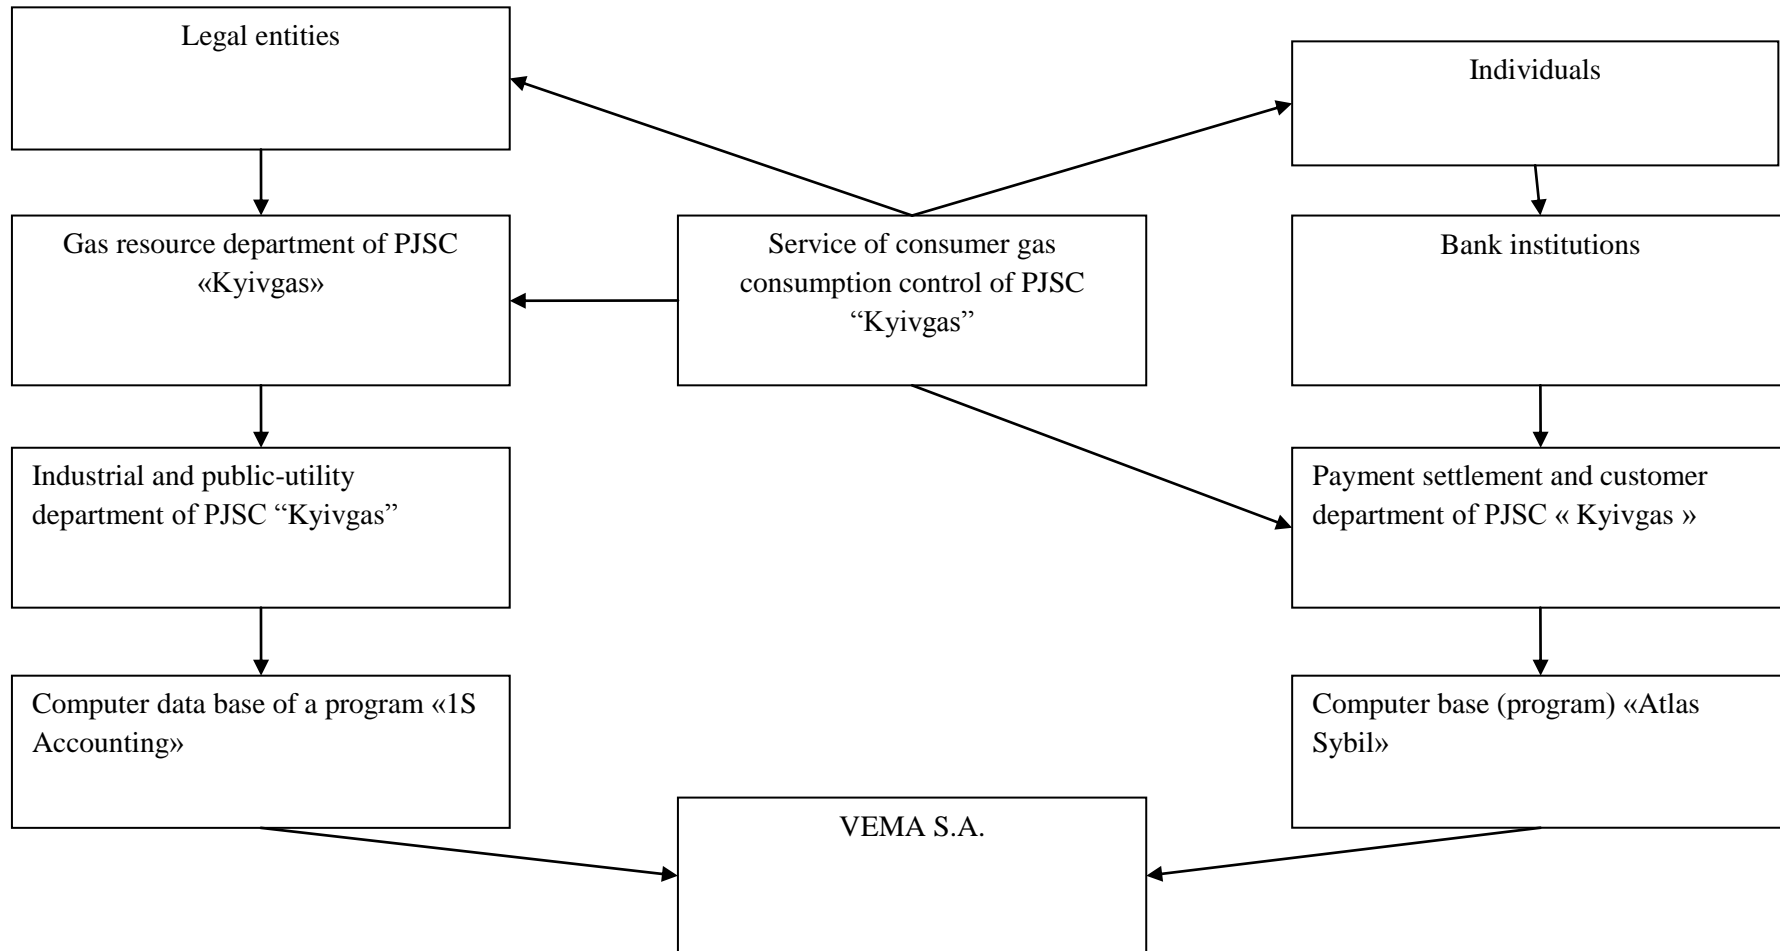 Legal entities
Individuals
Gas resource department of PJSC
«Kyivgas»
Service of consumer gas
consumption control of PJSC
“Kyivgas”
Bank institutions
Industrial and public-utility
department of PJSC “Kyivgas”
Payment settlement and customer
department of PJSC « Kyivgas »
Computer data base of a program «1S
Accounting»
Computer base (program) «Atlas
Sybil»
VEMA S.A.